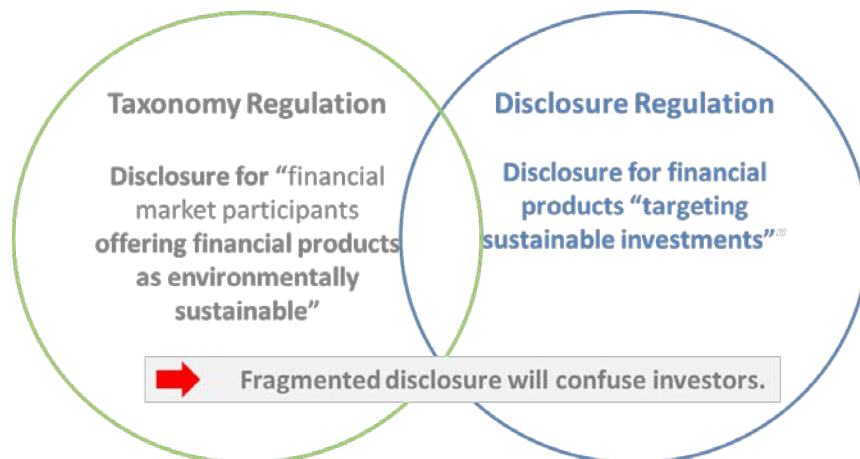 Taxonomy Regulation
Disclosure for “financial
market participants
offering financial products
as environmentally
sustainable”
Disclosure Regulation
Disclosure for financial
products “targeting
sustainable investments”
Fragmented disclosure will confuse investors.